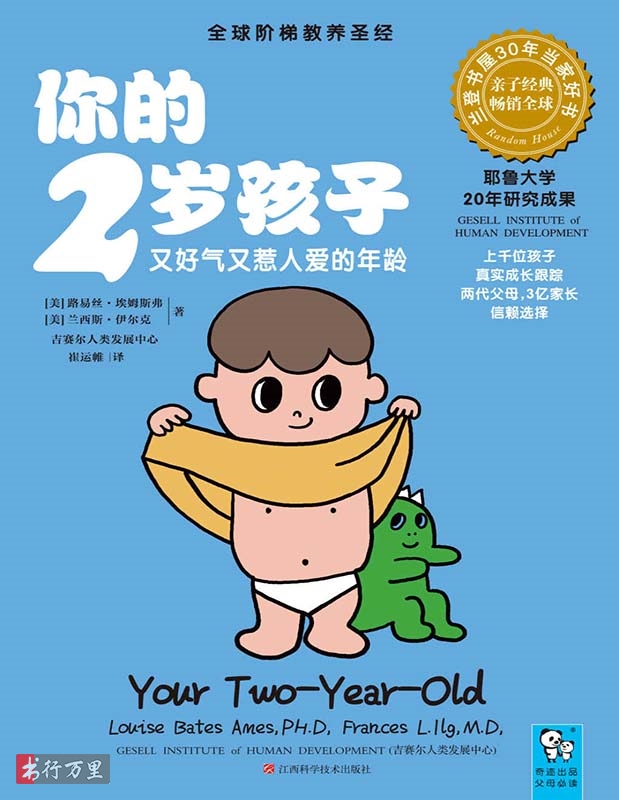 全球阶梯教养圣经
你的
2岁孩子
又好气又惹人爱的年龄
[美] 路易丝·埃姆斯弗
[美] 兰西斯·伊尔克
著
吉赛尔人类发展中心
崔运帷 | 译
兰登书屋30年当家好书
亲子经典
畅销全球
Random House
耶鲁大学
20年研究成果
GESELL INSTITUTE of
HUMAN DEVELOPMENT
上千位孩子
真实成长跟踪
两代父母,3亿家长
信赖选择
Your Two-Year-Old
Louise Bates Ames,PH.D, Frances L.Ilg,M.D,
GESELL INSTITUTE of HUMAN DEVELOPMENT (吉赛尔人类发展中心)
江西科学技术出版社
书行万里
奇迹出品
父母必读